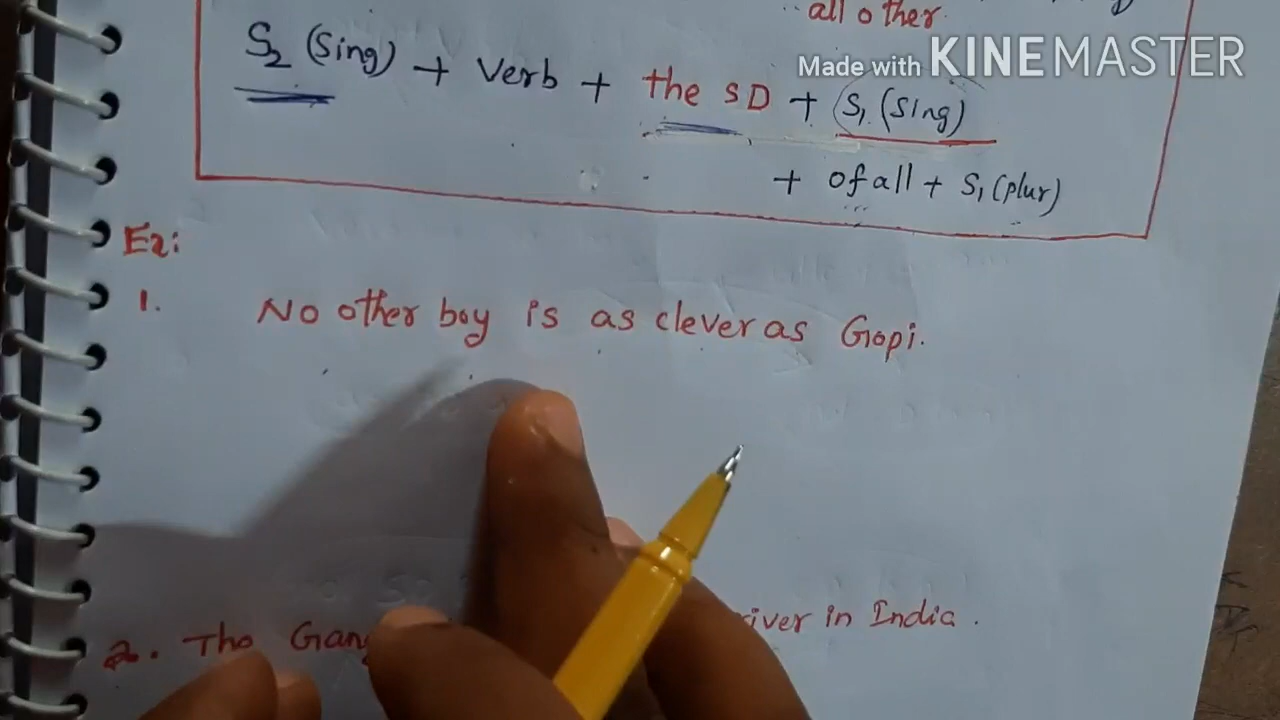 all other
Made with KINEMASTER
S₂ (Sing) + Verb + the SD + S₁ (Sing)
+ of all + S₁ (plur)
Ex:
1. No other boy is as clever as Gopi.
2. The river in India.